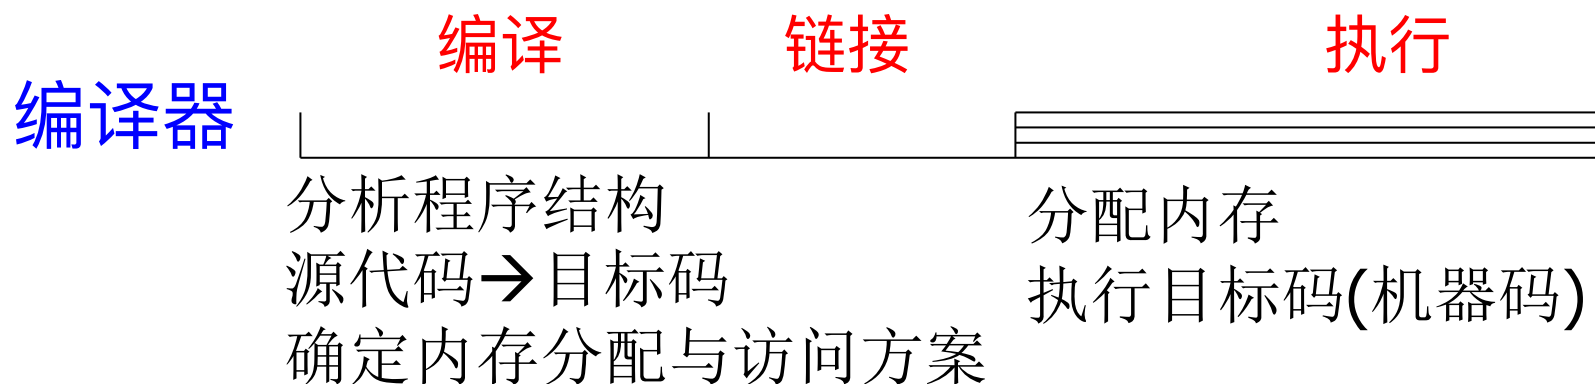 编译 链接 执行
编译器
分析程序结构
源代码→目标码
确定内存分配与访问方案
分配内存
执行目标码(机器码)